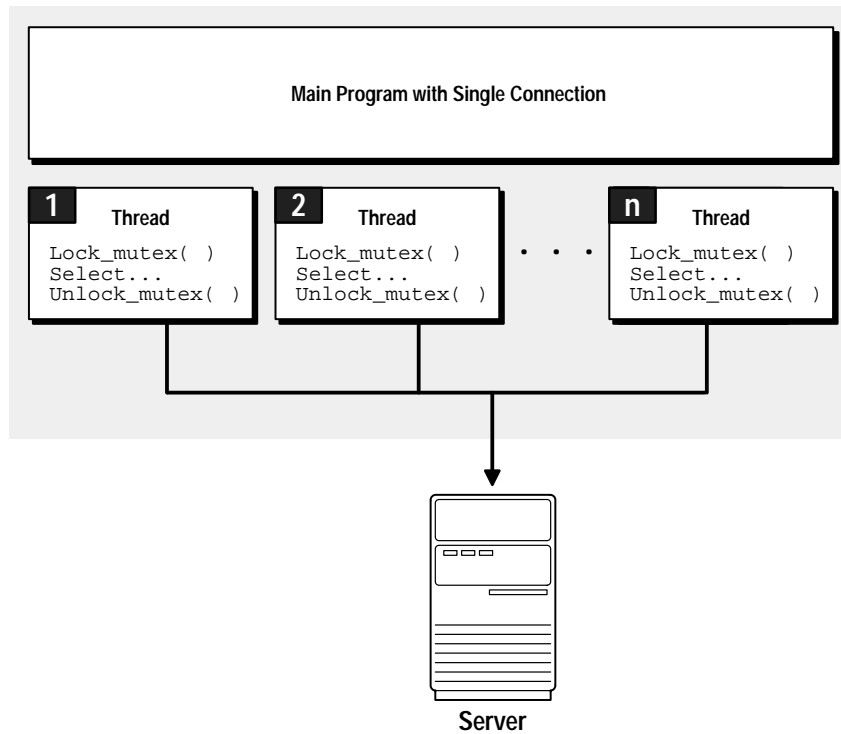 Main Program with Single Connection
1 Thread
Lock_mutex( )
Select...
Unlock_mutex( )
2 Thread
Lock_mutex( )
Select...
Unlock_mutex( )
. . .
n Thread
Lock_mutex( )
Select...
Unlock_mutex( )
Server